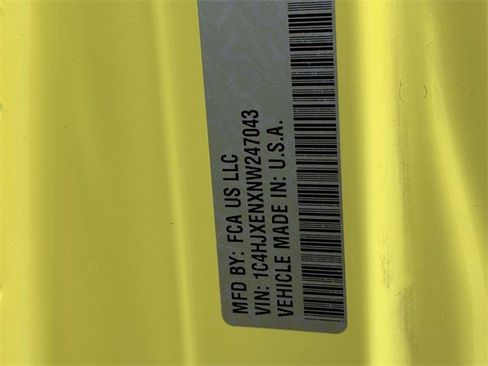 MFD BY: FCA US LLC
VIN: 1C4HJXENXNW247043
VEHICLE MADE IN: U.S.A.